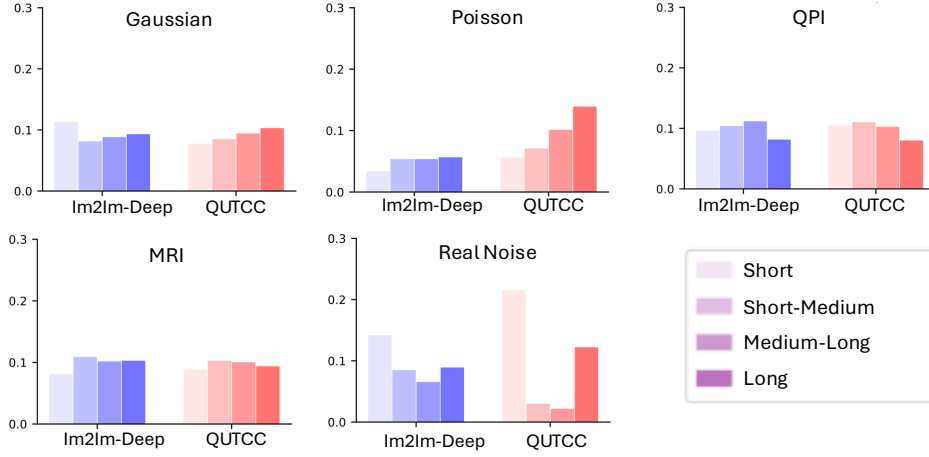 Gaussian
0.3
0.2
0.1
0.0
Im2Im-Deep QUTCC
Poisson
0.3
0.2
0.1
0.0
Im2Im-Deep QUTCC
QPI
0.3
0.2
0.1
0.0
Im2Im-Deep QUTCC
MRI
0.3
0.2
0.1
0.0
Im2Im-Deep QUTCC
Real Noise
0.3
0.2
0.1
0.0
Im2Im-Deep QUTCC
Short
Short-Medium
Medium-Long
Long